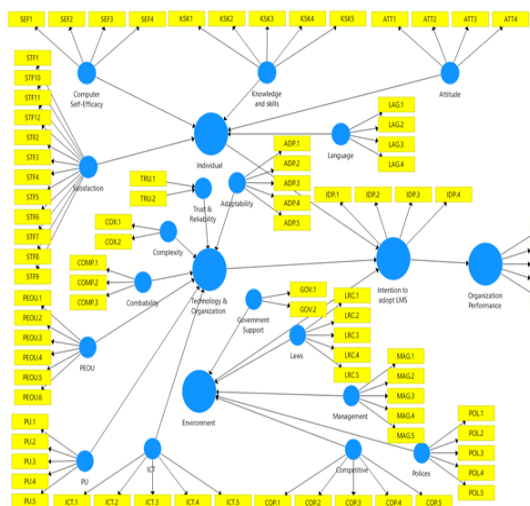 SEF1
SEF2
SEF3
SEF4
KSK1
KSK2
KSK3
KSK4
KSK5
ATT1
ATT2
ATT3
ATT4
STF1
STF10
STF11
STF12
STF2
STF3
STF4
STF5
STF6
STF7
STF8
STF9
Computer
Self-Efficacy
Knowledge
and skills
Attitude
Satisfaction
Individual
Language
LAG.1
LAG.2
LAG.3
LAG.4
TRU.1
TRU.2
Trust &
Reliability
Adaptability
ADP.1
ADP.2
ADP.3
ADP.4
ADP.5
IDP.1
IDP.2
IDP.3
IDP.4
COX.1
COX.2
Complexity
COMP.1
COMP.2
COMP.3
Combability
Technology &
Organization
Intention to
adopt LMS
Organization
Performance
PEOU.1
PEOU.2
PEOU.3
PEOU.4
PEOU.5
PEOU.6
PEOU
Government
Support
GOV.1
GOV.2
Laws
LRC.1
LRC.2
LRC.3
LRC.4
LRC.5
Environment
Management
MAG.1
MAG.2
MAG.3
MAG.4
MAG.5
PU.1
PU.2
PU.3
PU.4
PU.5
PU
ICT
ICT.1
ICT.2
ICT.3
ICT.4
ICT.5
Competitive
COP.1
COP.2
COP.3
COP.4
COP.5
Polices
POL.1
POL.2
POL.3
POL.4
POL.5